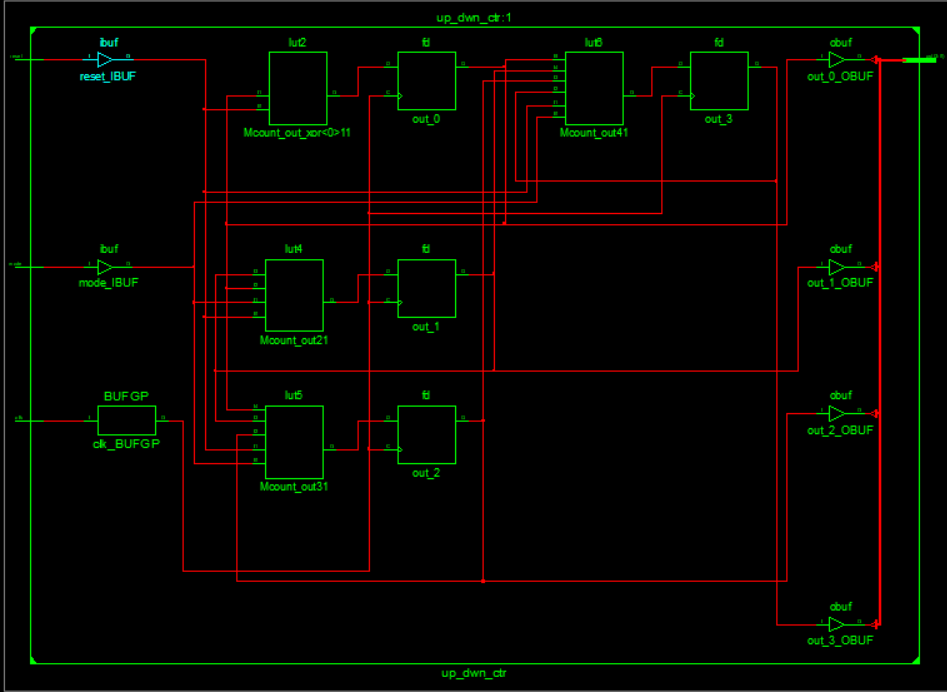 up_dwn_ctr:1
ibuf
lut2
fd
lut6
fd
obuf
reset_IBUF
Mcount_out_xor<0>11
out_0
Mcount_out41
out_3
out_0_OBUF
ibuf
lut4
fd
obuf
mode_IBUF
Mcount_out21
out_1
out_1_OBUF
BUFGP
lut5
fd
obuf
clk_BUFGP
Mcount_out31
out_2
out_2_OBUF
obuf
out_3_OBUF
up_dwn_ctr